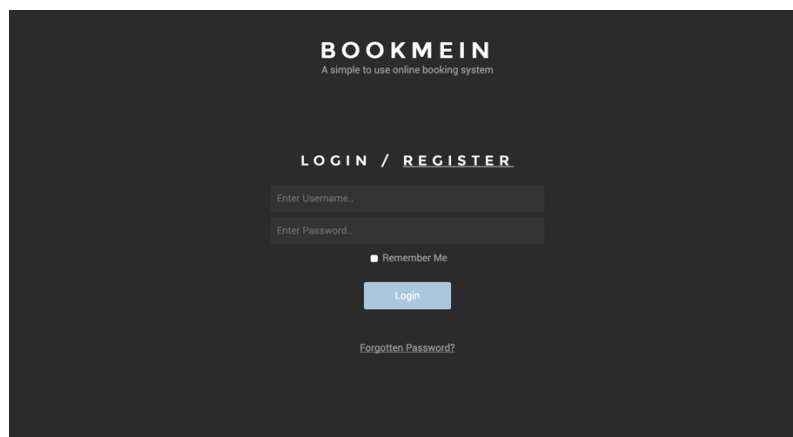 BOOKMEIN
A simple to use online booking system
LOGIN / REGISTER
Enter Username..
Enter Password..
Remember Me
Login
Forgotten Password?